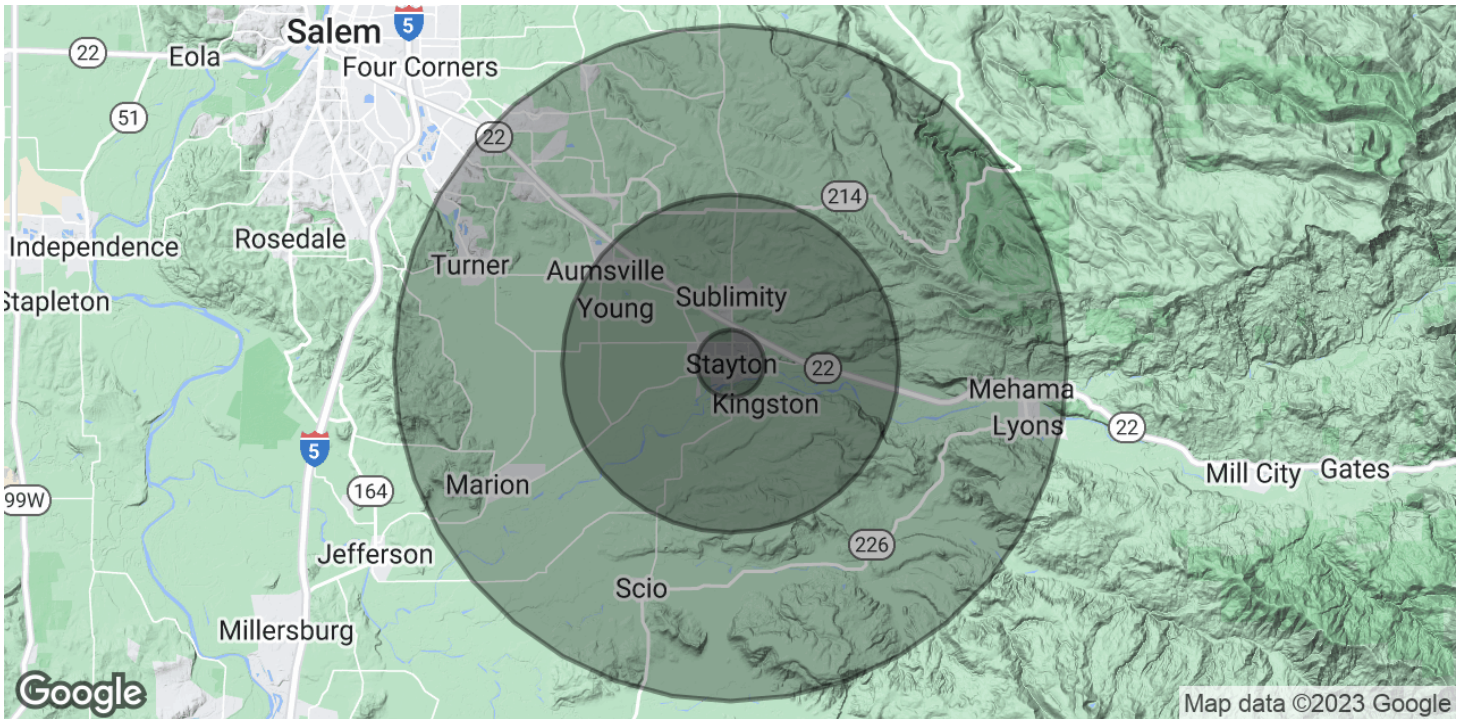 Salem
5
22
Eola
Four Corners
51
22
214
Independence
Rosedale
Turner
Aumsville
Stapleton
Young
Sublimity
Stayton
22
Kingston
Mehama
Lyons
22
5
Mill City
Gates
99W
164
Marion
Jefferson
226
Scio
Millersburg
Google
Map data ©2023 Google